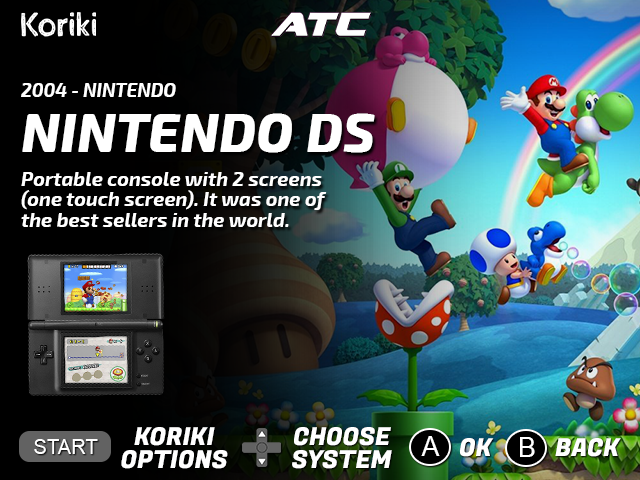 Koriki
ATC
2004 - NINTENDO
NINTENDO DS
Portable console with 2 screens
(one touch screen). It was one of
the best sellers in the world.
START
KORIKI
OPTIONS
CHOOSE
SYSTEM
A
OK
B
BACK